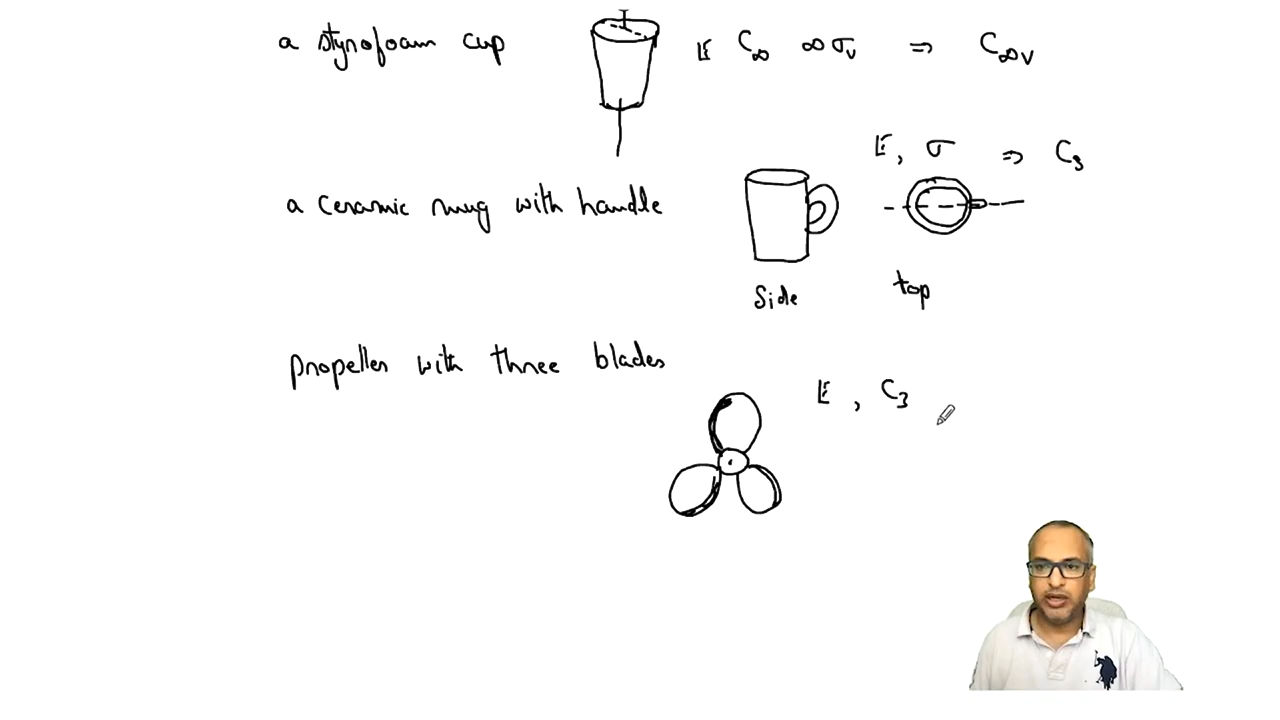 a styrofoam cup E C∞ ∞σv ⇒ C∞v
E, σ ⇒ Cs
a ceramic mug with handle
Side top
propeller with three blades
E , C3